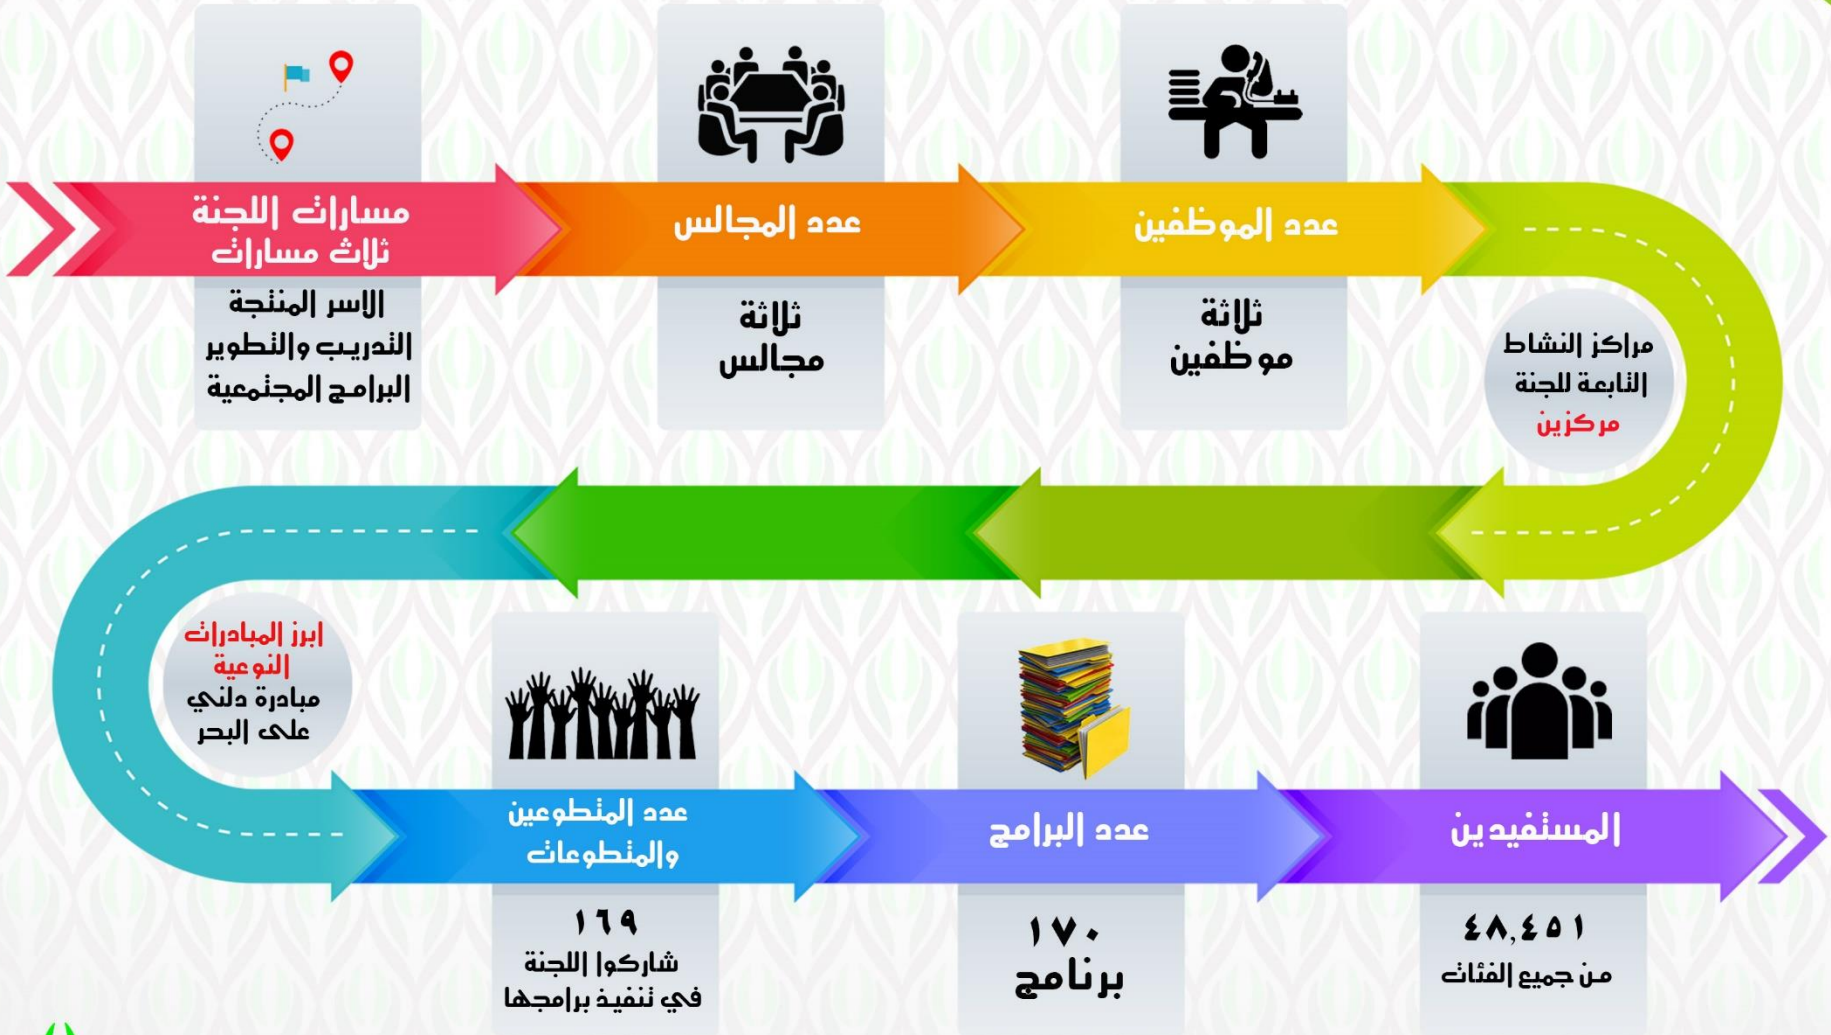 مسارات اللجنة
ثلاث مسارات
الاسر المنتجة
التدريب والتطوير
البرامج المجتمعية
عدد المجالس
ثلاثة
مجالس
عدد الموظفين
ثلاثة
موظفين
مراكز النشاط
التابعة للجنة
مركزين
ابرز المبادرات
النوعية
مبادرة دلني
على البحر
عدد المتطوعين
والمتطوعات
١٦٩
شاركوا اللجنة
في تنفيذ برامجها
عدد البرامج
١٧٠
برنامج
المستفيدين
٤٨,٤٥١
من جميع الفئات